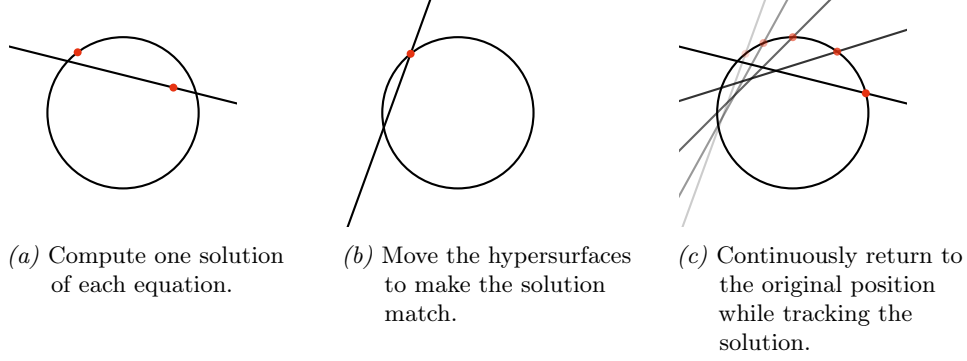 (a) Compute one solution
of each equation.
(b) Move the hypersurfaces
to make the solution
match.
(c) Continuously return to
the original position
while tracking the
solution.